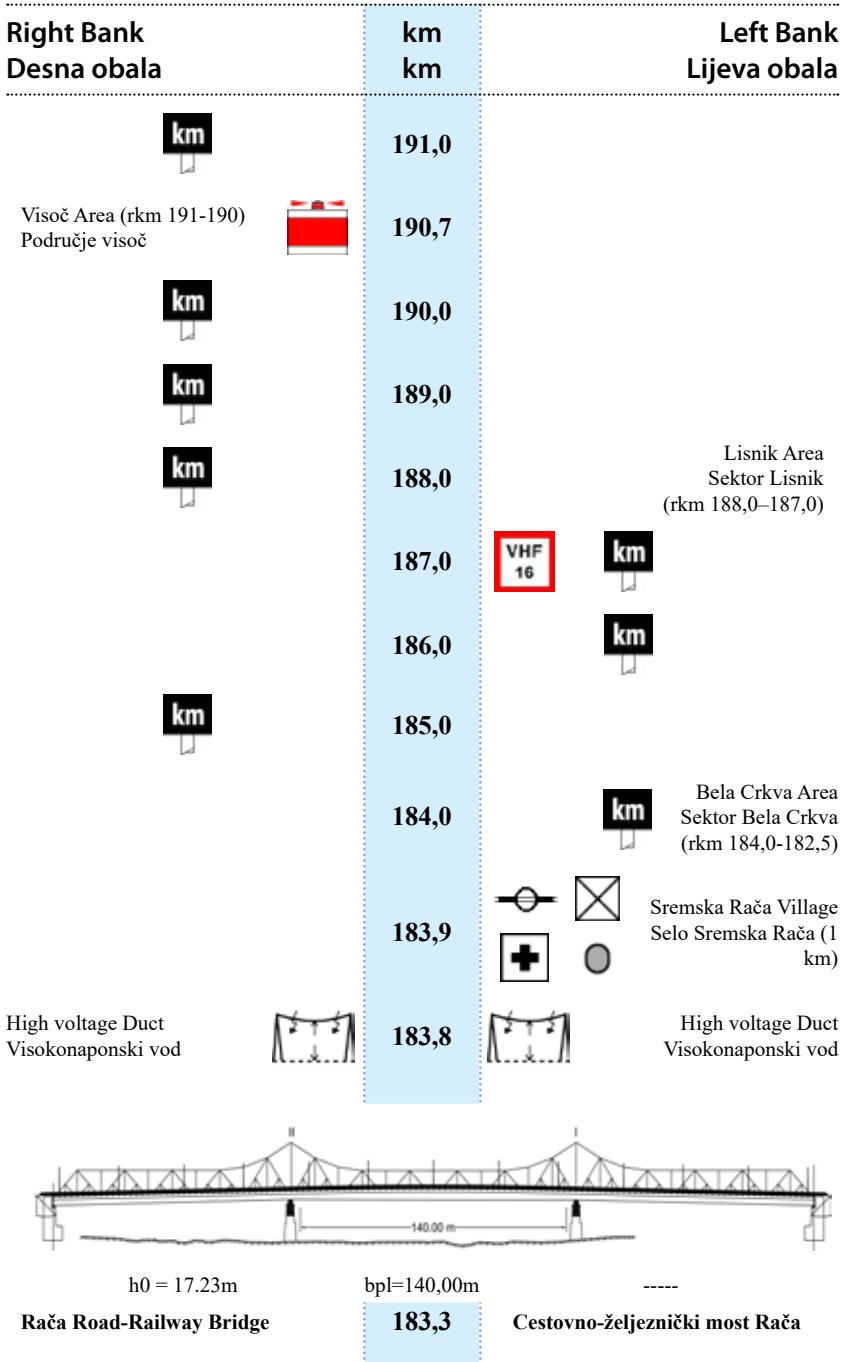 Right Bank km Left Bank
Desna obala km Lijeva obala
km 191,0
Visoč Area (rkm 191-190)
Područje visoč
190,7
km 190,0
km 189,0
km 188,0
Lisnik Area
Sektor Lisnik
(rkm 188,0–187,0)
187,0 VHF 16 km
186,0 km
km 185,0
184,0 km
Bela Crkva Area
Sektor Bela Crkva
(rkm 184,0-182,5)
183,9
Sremska Rača Village
Selo Sremska Rača (1
km)
High voltage Duct
Visokonaponski vod
183,8
High voltage Duct
Visokonaponski vod
II I
140.00 m
h0 = 17.23m bpl=140,00m -----
Rača Road-Railway Bridge 183,3 Cestovno-željeznički most Rača